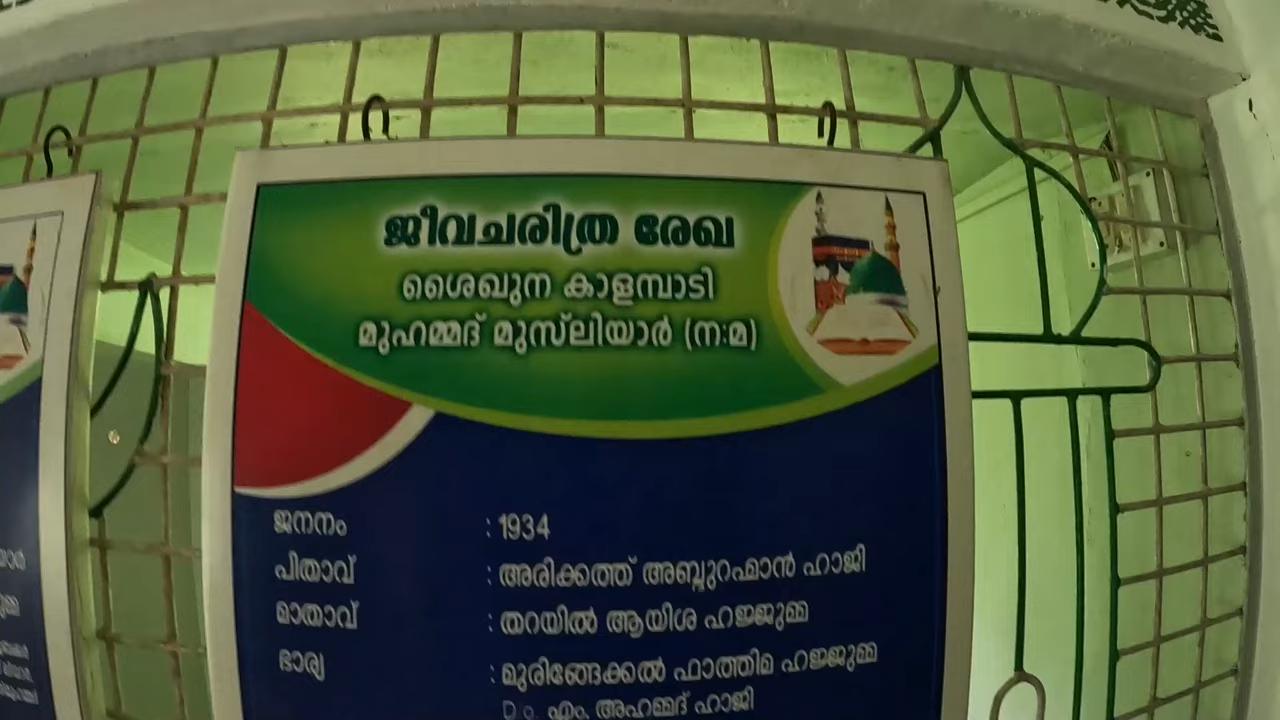 ജീവചരിത്ര രേഖ
ശൈഖുന കാളമ്പാടി
മുഹമ്മദ് മുസ്‌ലിയാർ (ന:മ)
ജനനം : 1934
പിതാവ് : അരിക്കത്ത് അബ്ദുറഹ്മാൻ ഹാജി
മാതാവ് : തറയിൽ ആയിശ ഹജ്ജുമ്മ
ഭാര്യ : മുരിങ്ങേക്കൽ ഫാത്തിമ ഹജ്ജുമ്മ
എം. അഹമ്മദ് ഹാജി